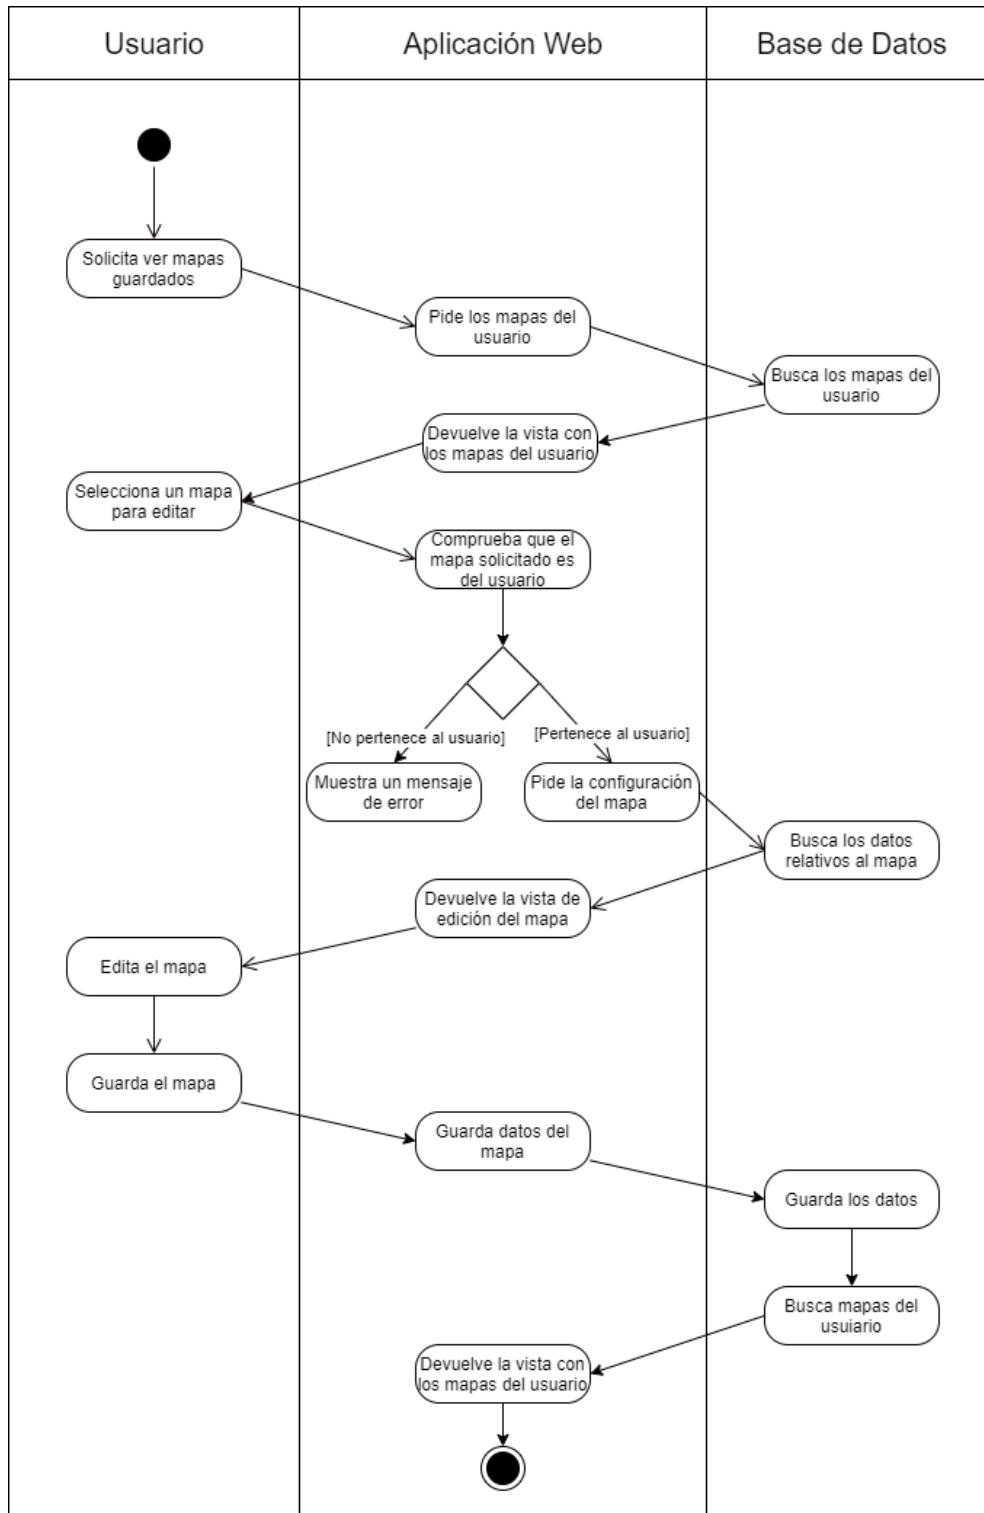 Usuario
Aplicación Web
Base de Datos
Solicita ver mapas
guardados
Pide los mapas del
usuario
Busca los mapas del
usuario
Devuelve la vista con
los mapas del usuario
Selecciona un mapa
para editar
Comprueba que el
mapa solicitado es
del usuario
[No pertenece al usuario]
[Pertenece al usuario]
Muestra un mensaje
de error
Pide la configuración
del mapa
Busca los datos
relativos al mapa
Devuelve la vista de
edición del mapa
Edita el mapa
Guarda el mapa
Guarda datos del
mapa
Guarda los datos
Busca mapas del
usuiario
Devuelve la vista con
los mapas del usuario